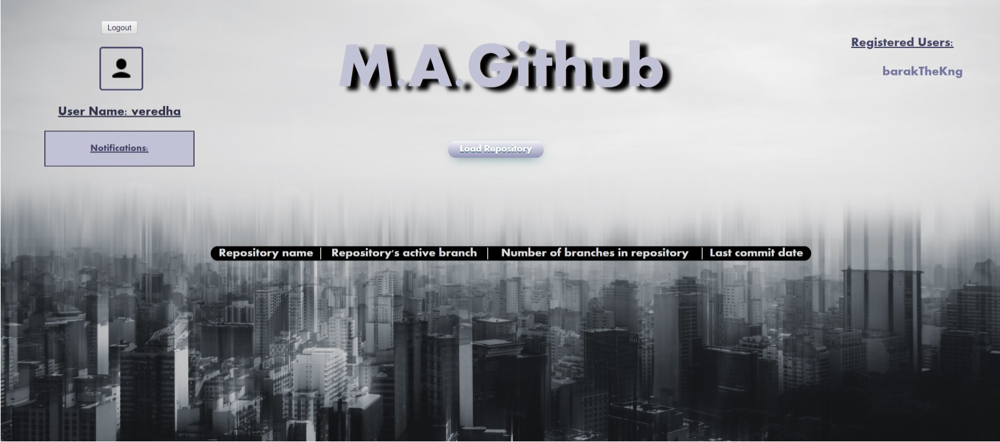 Logout
M.A.Github
Registered Users:
barakTheKng
User Name: veredha
Notifications:
Load Repository
Repository name | Repository's active branch | Number of branches in repository | Last commit date